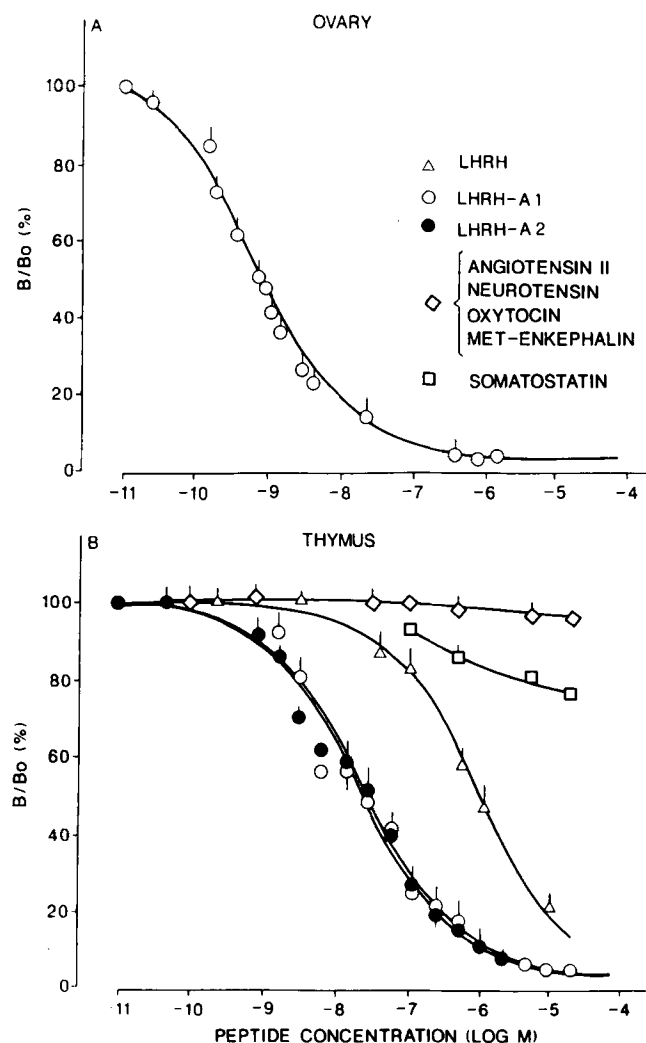 A OVARY
B/Bo (%)
100
80
60
40
20
0
-11 -10 -9 -8 -7 -6 -5 -4
LHRH
LHRH-A1
LHRH-A2
ANGIOTENSIN II
NEUROTENSIN
OXYTOCIN
MET-ENKEPHALIN
SOMATOSTATIN
B THYMUS
B/Bo (%)
100
80
60
40
20
0
-11 -10 -9 -8 -7 -6 -5 -4
PEPTIDE CONCENTRATION (LOG M)